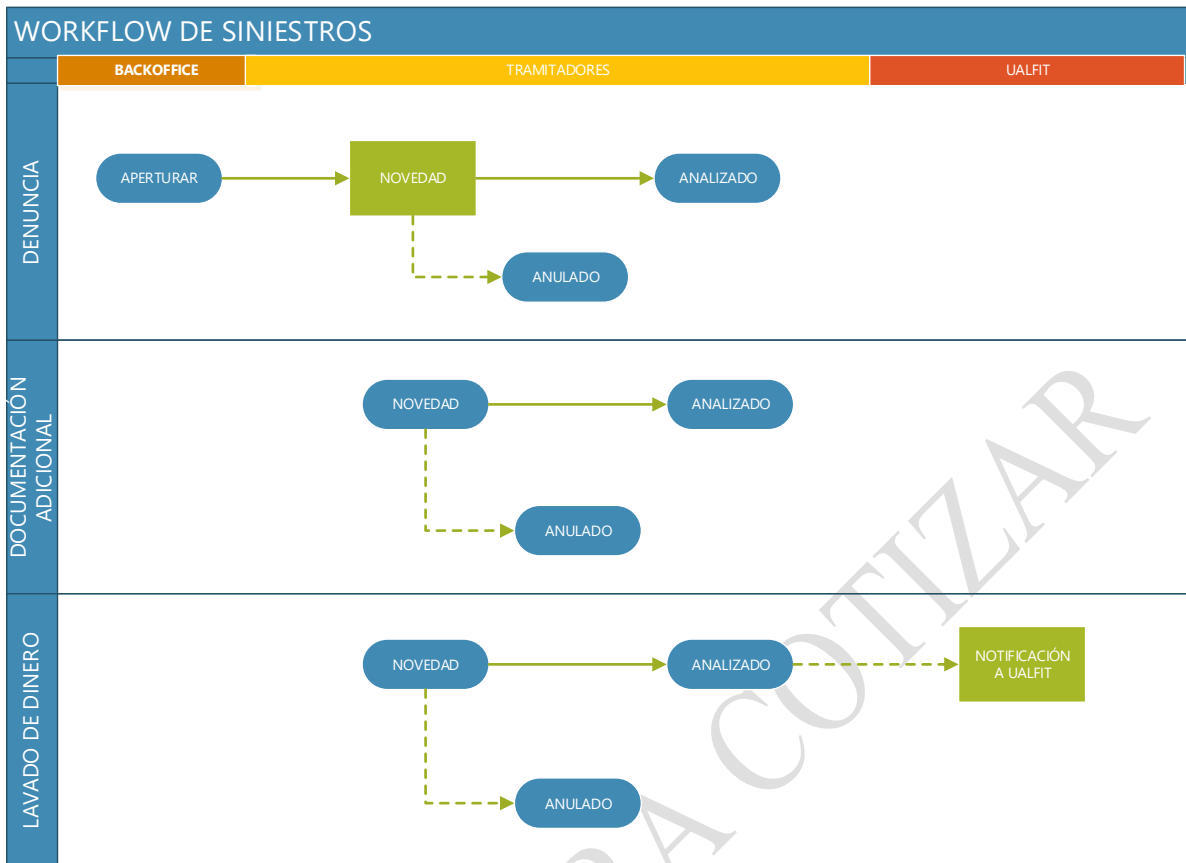 WORKFLOW DE SINIESTROS
BACKOFFICE
TRAMITADORES
UALFIT
DENUNCIA
APERTURAR
NOVEDAD
ANALIZADO
ANULADO
DOCUMENTACIÓN
ADICIONAL
NOVEDAD
ANALIZADO
ANULADO
LAVADO DE DINERO
NOVEDAD
ANALIZADO
NOTIFICACIÓN
A UALFIT
ANULADO
RA COTIZAR